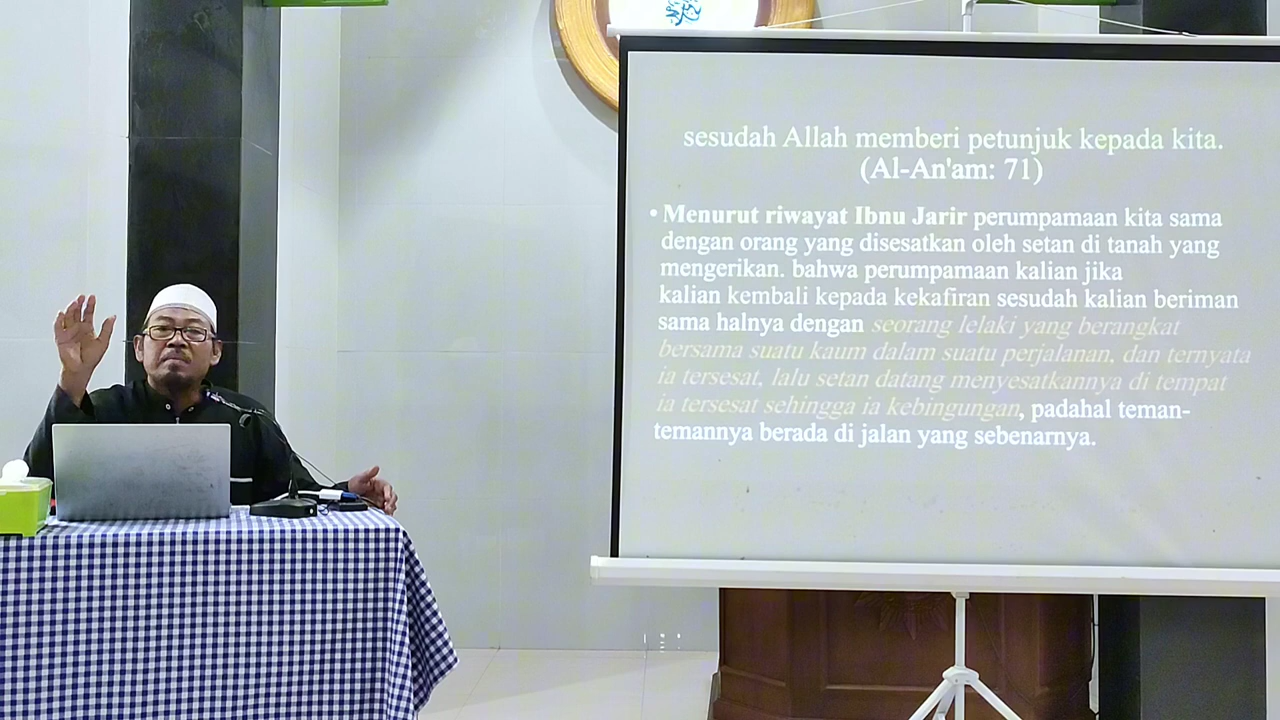 sesudah Allah memberi petunjuk kepada kita.
(Al-An'am: 71)
• Menurut riwayat Ibnu Jarir perumpamaan kita sama
dengan orang yang disesatkan oleh setan di tanah yang
mengerikan. bahwa perumpamaan kalian jika
kalian kembali kepada kekafiran sesudah kalian beriman
sama halnya dengan seorang lelaki yang berangkat
bersama suatu kaum dalam suatu perjalanan, dan ternyata
ia tersesat, lalu setan datang menyesatkannya di tempat
ia tersesat sehingga ia kebingungan, padahal teman-
temannya berada di jalan yang sebenarnya.